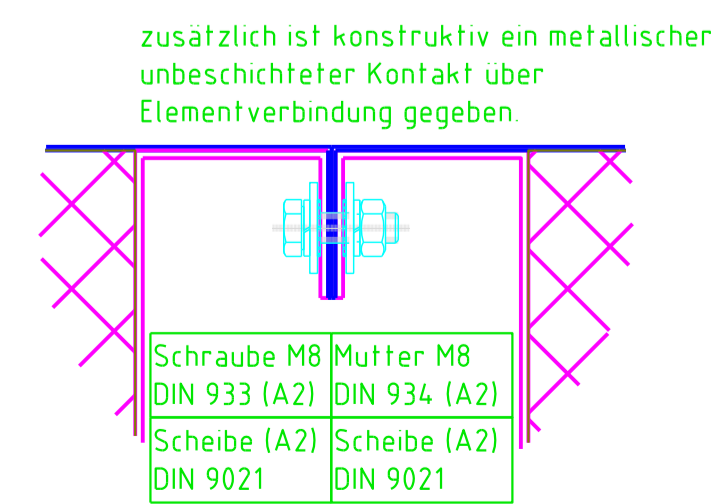 zusätzlich ist konstruktiv ein metallischer
unbeschichteter Kontakt über
Elementverbindung gegeben.
Schraube M8
DIN 933 (A2)
Mutter M8
DIN 934 (A2)
Scheibe (A2)
DIN 9021
Scheibe (A2)
DIN 9021